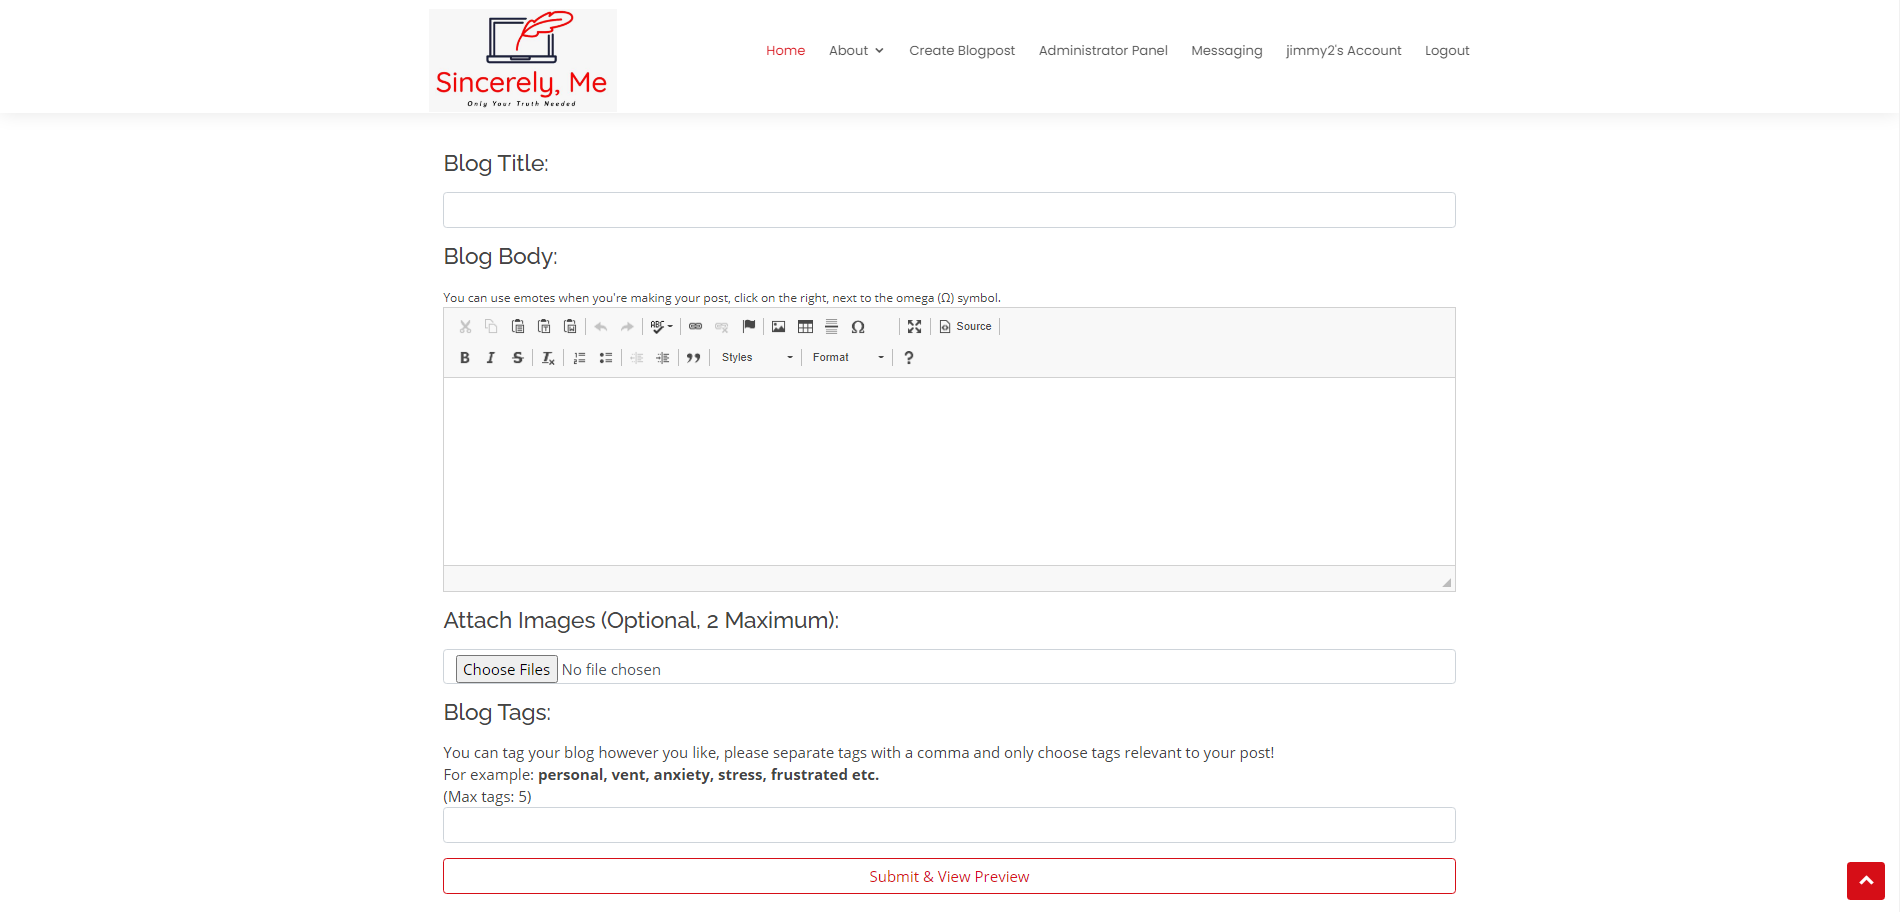 Sincerely, Me
Only Your Truth Needed
Home About Create Blogpost Administrator Panel Messaging jimmy2's Account Logout
Blog Title:
Blog Body:
You can use emotes when you're making your post, click on the right, next to the omega (Ω) symbol.
ABC Ω Source
B I S Tx Styles Format ?
Attach Images (Optional, 2 Maximum):
Choose Files No file chosen
Blog Tags:
You can tag your blog however you like, please separate tags with a comma and only choose tags relevant to your post!
For example: personal, vent, anxiety, stress, frustrated etc.
(Max tags: 5)
Submit & View Preview